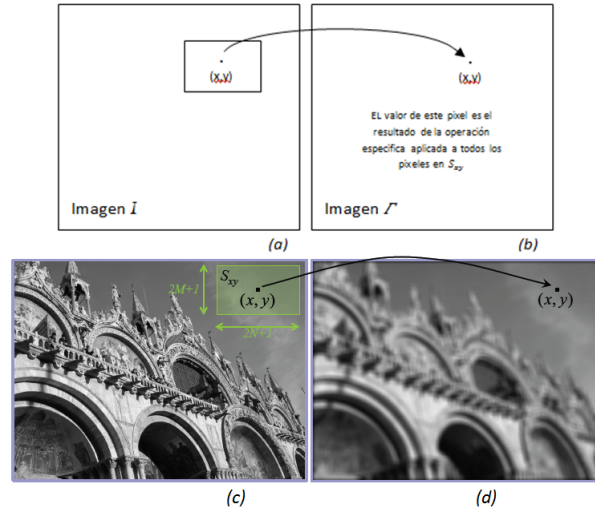 (x,y)
(x,y)
EL valor de este pixel es el
resultado de la operación
especifica aplicada a todos los
pixeles en Sxy
Imagen I
Imagen I'
(a)
(b)
Sxy
2M+1
(x, y)
2N+1
(x, y)
(c)
(d)